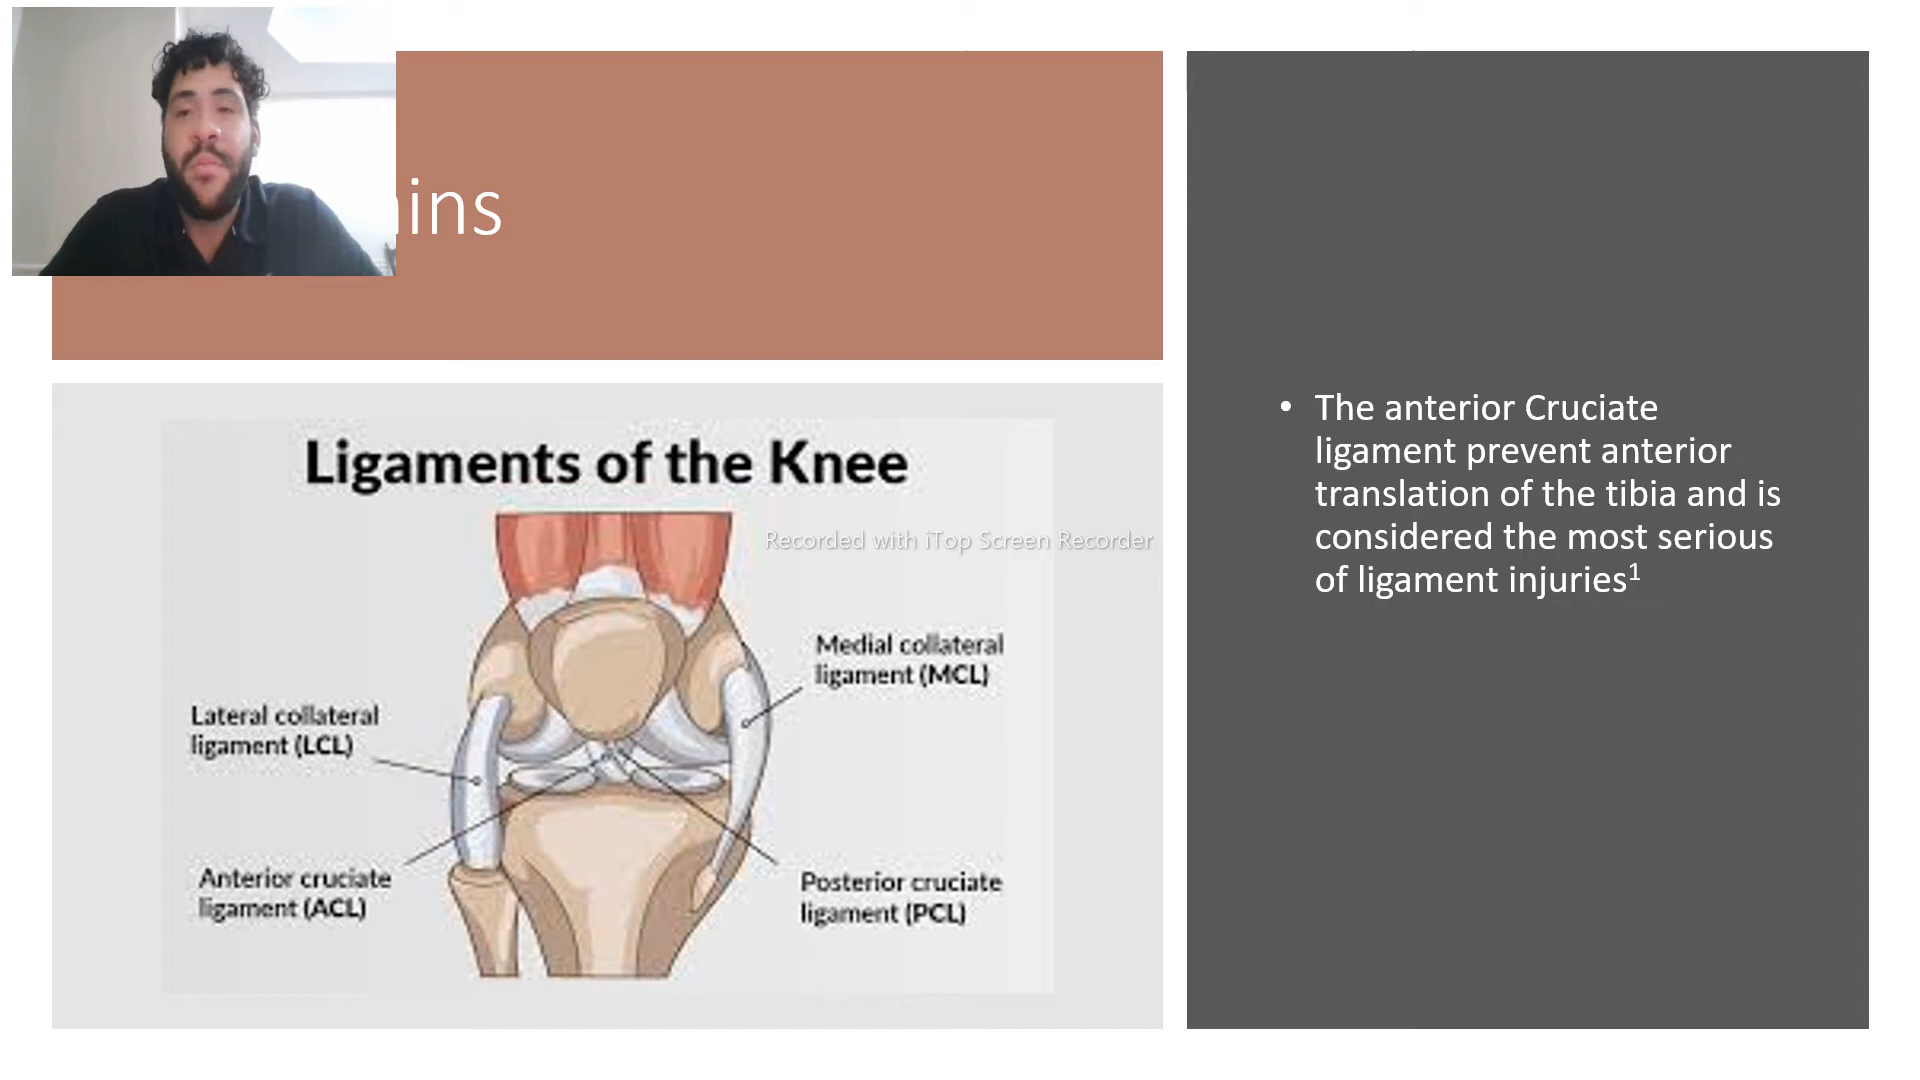 Ligaments of the Knee
Recorded with iTop Screen Recorder
Medial collateral
ligament (MCL)
Lateral collateral
ligament (LCL)
Anterior cruciate
ligament (ACL)
Posterior cruciate
ligament (PCL)
• The anterior Cruciate
ligament prevent anterior
translation of the tibia and is
considered the most serious
of ligament injuries¹